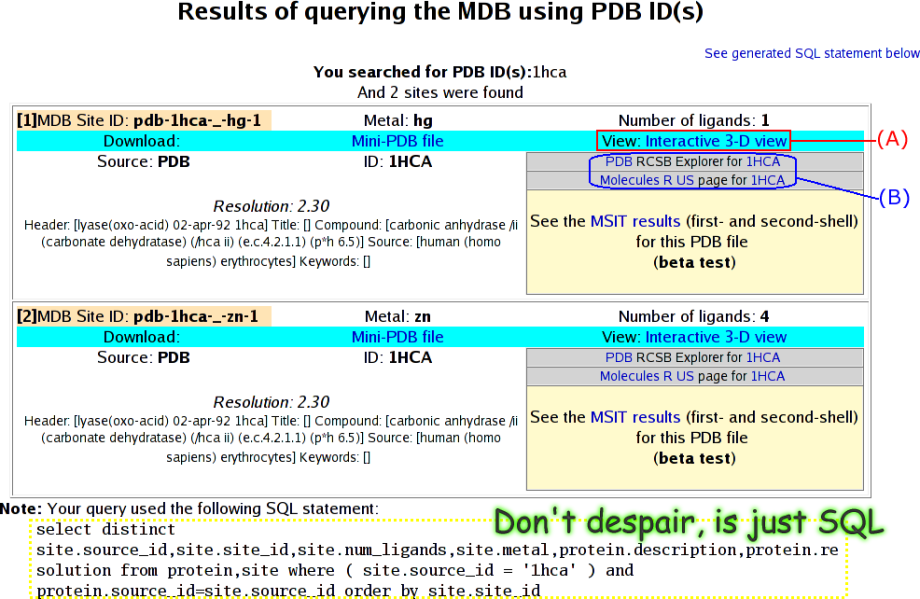 Results of querying the MDB using PDB ID(s)
See generated SQL statement below
You searched for PDB ID(s):1hca
And 2 sites were found
[1]MDB Site ID: pdb-1hca-_-hg-1 Metal: hg Number of ligands: 1
Download: Mini-PDB file View: Interactive 3-D view (A)
Source: PDB ID: 1HCA PDB RCSB Explorer for 1HCA
Molecules R US page for 1HCA (B)
Resolution: 2.30
Header: [lyase(oxo-acid) 02-apr-92 1hca] Title: [] Compound: [carbonic anhydrase /ii
(carbonate dehydratase) (/hca ii) (e.c.4.2.1.1) (p*h 6.5)] Source: [human (homo
sapiens) erythrocytes] Keywords: []
See the MSIT results (first- and second-shell)
for this PDB file
(beta test)
[2]MDB Site ID: pdb-1hca-_-zn-1 Metal: zn Number of ligands: 4
Download: Mini-PDB file View: Interactive 3-D view
Source: PDB ID: 1HCA PDB RCSB Explorer for 1HCA
Molecules R US page for 1HCA
Resolution: 2.30
Header: [lyase(oxo-acid) 02-apr-92 1hca] Title: [] Compound: [carbonic anhydrase /ii
(carbonate dehydratase) (/hca ii) (e.c.4.2.1.1) (p*h 6.5)] Source: [human (homo
sapiens) erythrocytes] Keywords: []
See the MSIT results (first- and second-shell)
for this PDB file
(beta test)
Note: Your query used the following SQL statement:
Don't despair, is just SQL
select distinct
site.source_id,site.site_id,site.num_ligands,site.metal,protein.description,protein.re
solution from protein,site where ( site.source_id = '1hca' ) and
protein.source_id=site.source_id order by site.site_id